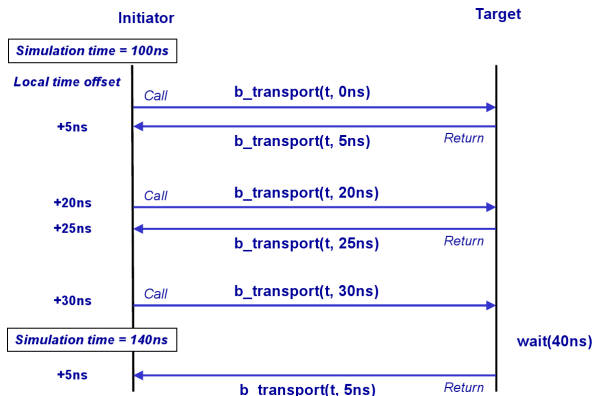 Initiator Target
Simulation time = 100ns
Local time offset
Call b_transport(t, 0ns)
+5ns b_transport(t, 5ns) Return
+20ns Call b_transport(t, 20ns)
+25ns b_transport(t, 25ns) Return
+30ns Call b_transport(t, 30ns)
Simulation time = 140ns wait(40ns)
+5ns b_transport(t, 5ns) Return